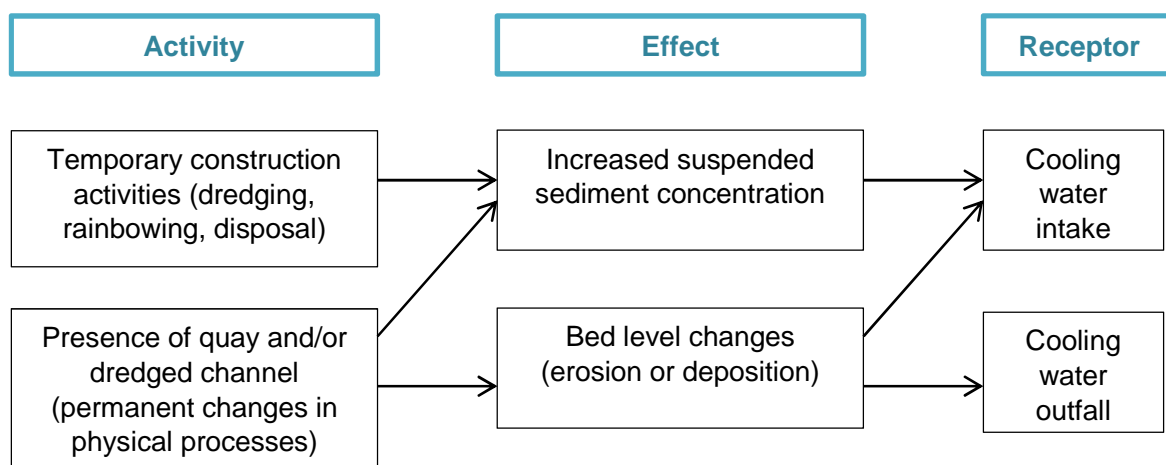 Activity
Effect
Receptor
Temporary construction
activities (dredging,
rainbowing, disposal)
Increased suspended
sediment concentration
Cooling
water
intake
Presence of quay and/or
dredged channel
(permanent changes in
physical processes)
Bed level changes
(erosion or deposition)
Cooling
water
outfall